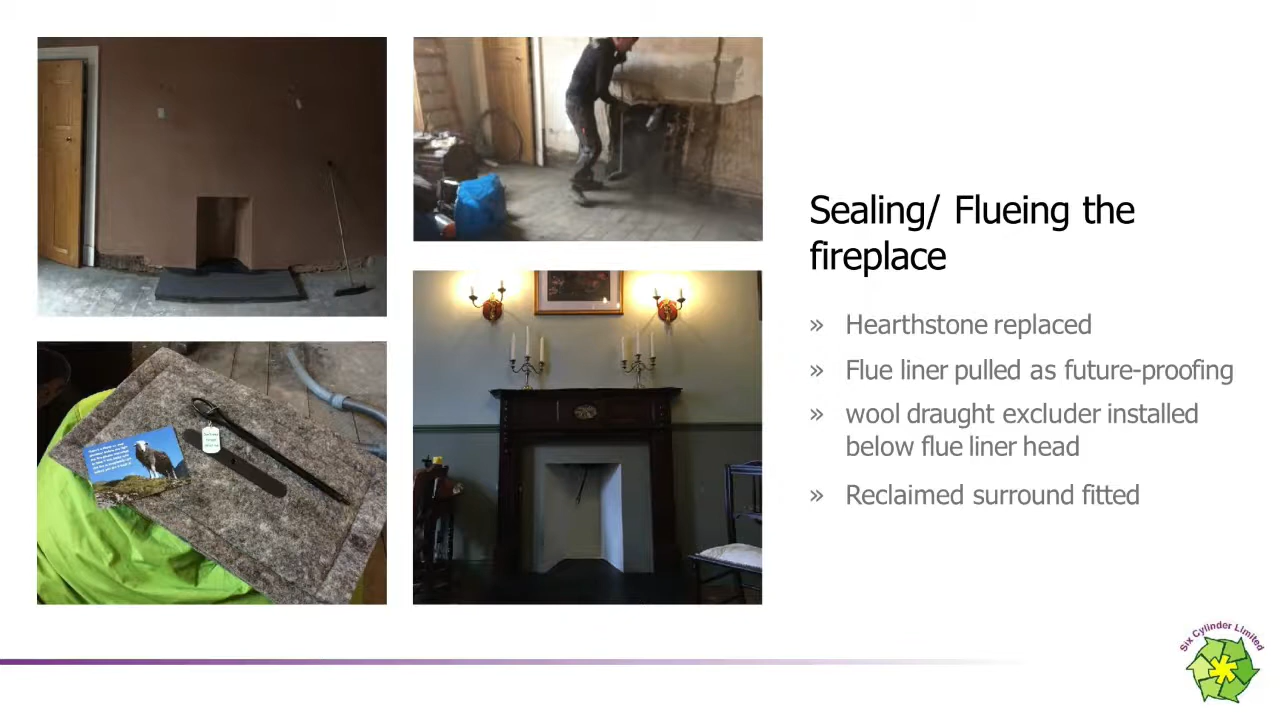 Sealing/ Flueing the
fireplace
» Hearthstone replaced
» Flue liner pulled as future-proofing
» wool draught excluder installed
below flue liner head
» Reclaimed surround fitted
Six Cylinder Limited